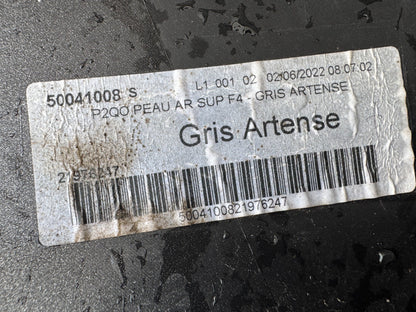 50041008 S L1 001 02 02/06/2022 08 07 02
P2QO PEAU AR SUP F4 - GRIS ARTENSE
Gris Artense
21976247
5004100821976247